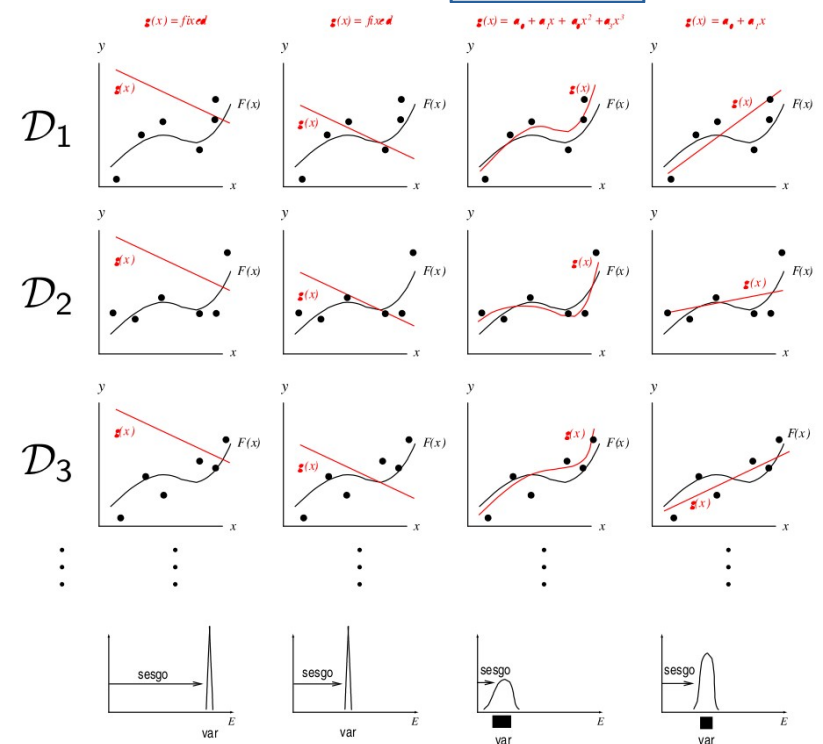 g(x) = fixed
g(x) = fixed
g(x) = a₀ + a₁x + a₂x² + a₃x³
g(x) = a₀ + a₁x
𝒟₁
y
g(x)
F(x)
x
y
g(x)
F(x)
x
y
g(x)
F(x)
x
y
g(x)
F(x)
x
𝒟₂
y
g(x)
F(x)
x
y
g(x)
F(x)
x
y
g(x)
F(x)
x
y
g(x)
F(x)
x
𝒟₃
y
g(x)
F(x)
x
y
g(x)
F(x)
x
y
g(x)
F(x)
x
y
g(x)
F(x)
x
sesgo
var
E
sesgo
var
E
sesgo
var
E
sesgo
var
E